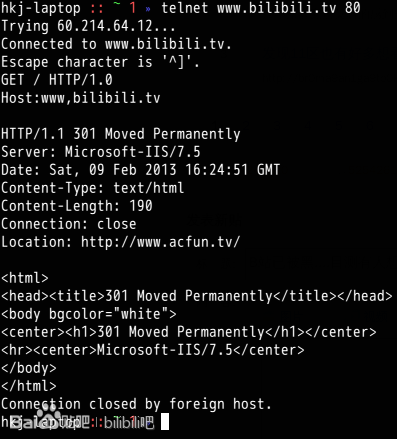 hkj-laptop :: ~ 1 » telnet www.bilibili.tv 80
Trying 60.214.64.12...
Connected to www.bilibili.tv.
Escape character is '^]'.
GET / HTTP/1.0
Host:www,bilibili.tv
HTTP/1.1 301 Moved Permanently
Server: Microsoft-IIS/7.5
Date: Sat, 09 Feb 2013 16:24:51 GMT
Content-Type: text/html
Content-Length: 190
Connection: close
Location: http://www.acfun.tv/
<html>
<head><title>301 Moved Permanently</title></head>
<body bgcolor="white">
<center><h1>301 Moved Permanently</h1></center>
<hr><center>Microsoft-IIS/7.5</center>
</body>
</html>
Connection closed by foreign host.
hkj-laptop :: ~ 1
bilibili吧